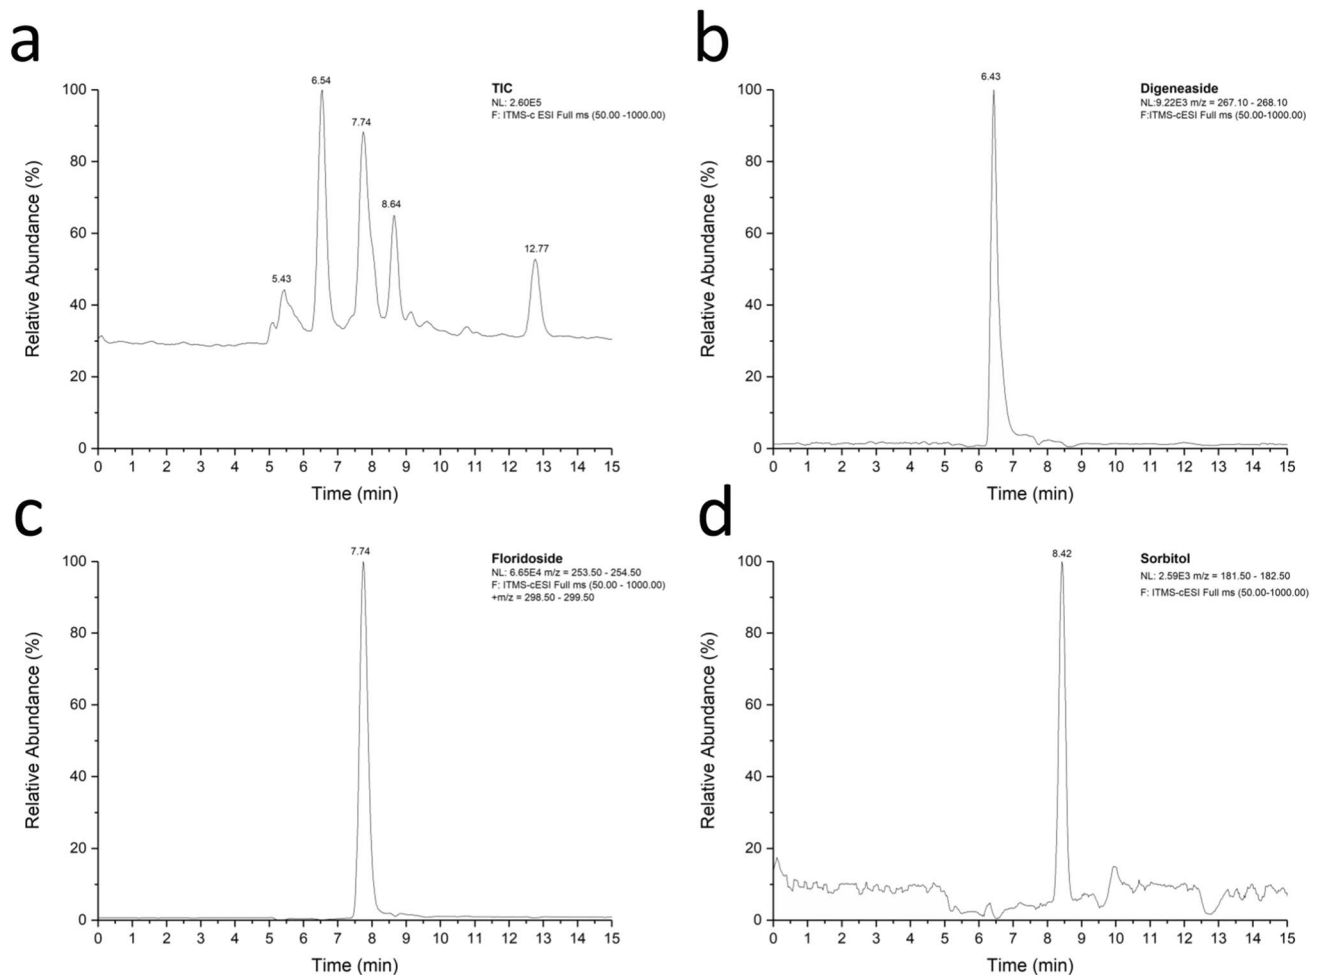 a
TIC
NL: 2.60E5
F: ITMS-c ESI Full ms (50.00 -1000.00)
6.54
7.74
8.64
12.77
5.43
100
80
60
40
20
0
Relative Abundance (%)
0 1 2 3 4 5 6 7 8 9 10 11 12 13 14 15
Time (min)
b
Digeneaside
NL:9.22E3 m/z = 267.10 - 268.10
F:ITMS-cESI Full ms (50.00-1000.00)
6.43
100
80
60
40
20
0
Relative Abundance (%)
0 1 2 3 4 5 6 7 8 9 10 11 12 13 14 15
Time (min)
c
Floridoside
NL: 6.65E4 m/z = 253.50 - 254.50
F: ITMS-cESI Full ms (50.00 - 1000.00)
+m/z = 298.50 - 299.50
7.74
100
80
60
40
20
0
Relative Abundance (%)
0 1 2 3 4 5 6 7 8 9 10 11 12 13 14 15
Time (min)
d
Sorbitol
NL: 2.59E3 m/z = 181.50 - 182.50
F: ITMS-cESI Full ms (50.00-1000.00)
8.42
100
80
60
40
20
0
Relative Abundance (%)
0 1 2 3 4 5 6 7 8 9 10 11 12 13 14 15
Time (min)